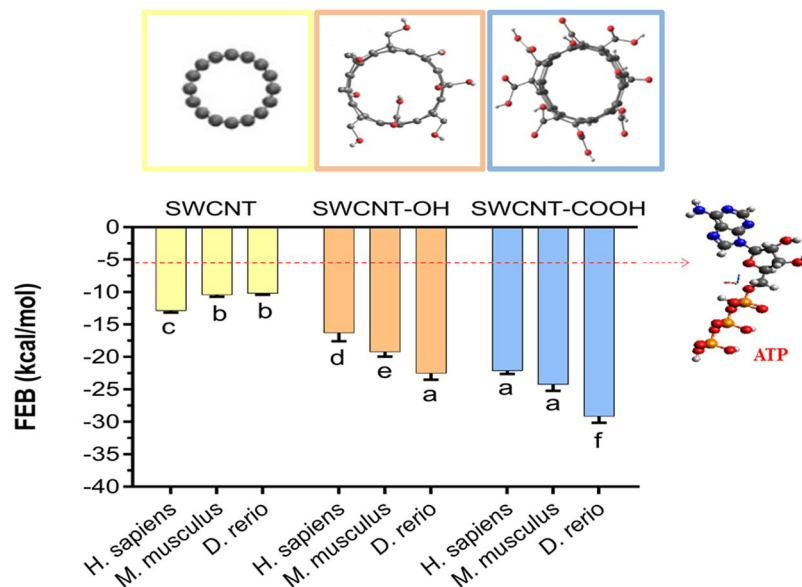 SWCNT SWCNT-OH SWCNT-COOH
FEB (kcal/mol)
0
-5
-10
-15
-20
-25
-30
-35
-40
c b b
d e a
a a f
ATP
H. sapiens
M. musculus
D. rerio
H. sapiens
M. musculus
D. rerio
H. sapiens
M. musculus
D. rerio